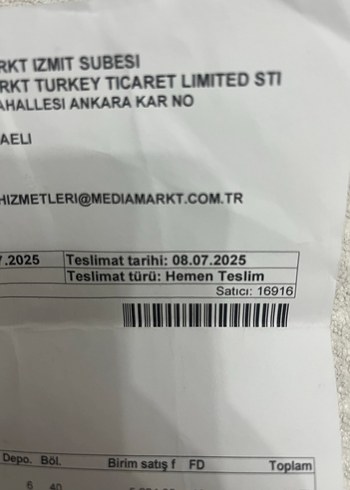 RKT IZMIT SUBESI
RKT TURKEY TICARET LIMITED STI
AHALLESI ANKARA KAR NO
AELI
HIZMETLERI@MEDIAMARKT.COM.TR
7.2025 Teslimat tarihi: 08.07.2025
Teslimat türü: Hemen Teslim
Satıcı: 16916
Depo. Böl. Birim satış f FD Toplam
6 40